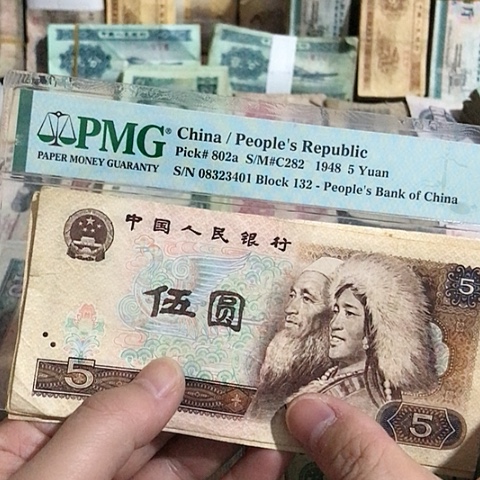 PMG
PAPER MONEY GUARANTY
China / People's Republic
Pick# 802a S/M#C282 1948 5 Yuan
S/N 08323401 Block 132 - People's Bank of China
中国人民银行
伍圆
5
5
5